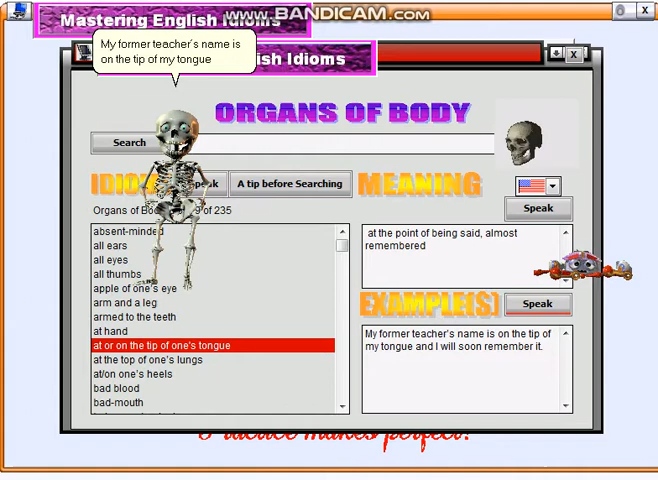 Mastering English Idioms
www.BANDICAM.com
My former teacher's name is
on the tip of my tongue
ish Idioms
ORGANS OF BODY
Search
IDIOM
eak
A tip before Searching
MEANING
Speak
Organs of Bo
9 of 235
absent-minded
all ears
all eyes
all thumbs
apple of one's eye
arm and a leg
armed to the teeth
at hand
at or on the tip of one's tongue
at the top of one's lungs
at/on one's heels
bad blood
bad-mouth
at the point of being said, almost
remembered
EXAMPLE(S)
Speak
My former teacher's name is on the tip of
my tongue and I will soon remember it.
Practice makes perfect!